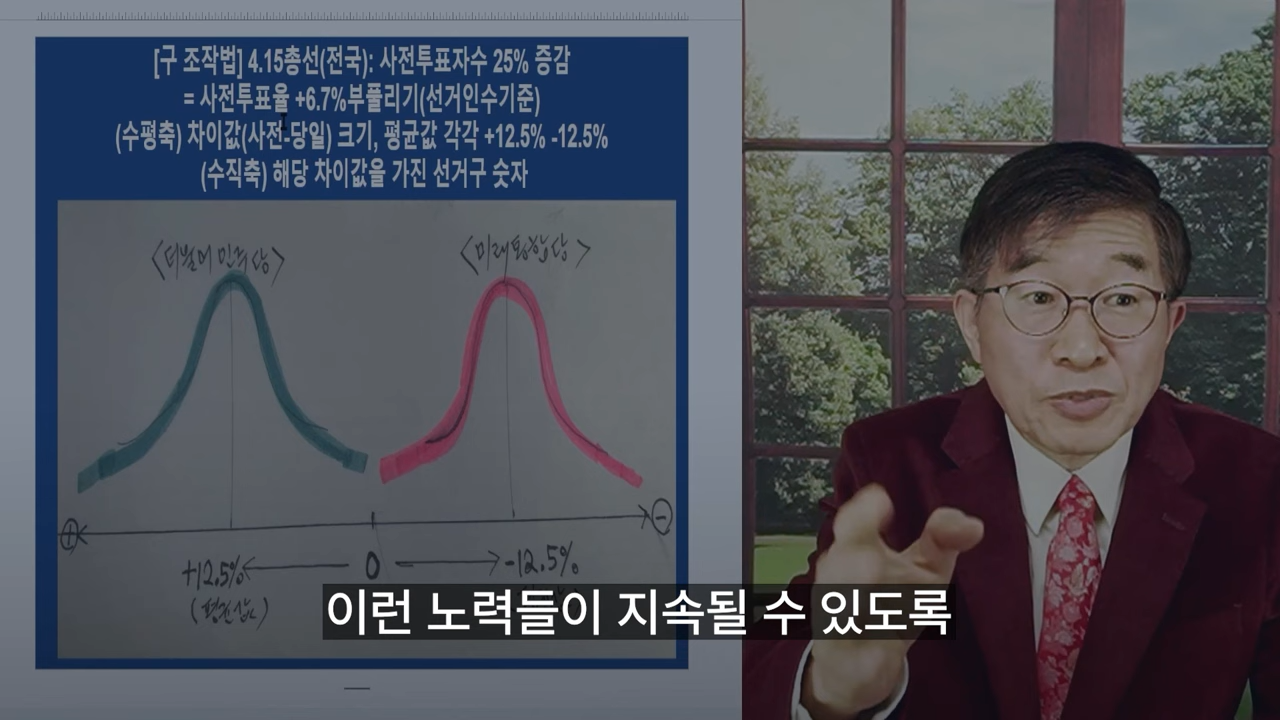 [구 조작법] 4.15총선(전국): 사전투표자수 25% 증감
= 사전투표율 +6.7%부풀리기(선거인수기준)
(수평축) 차이값(사전-당일) 크기, 평균값 각각 +12.5% -12.5%
(수직축) 해당 차이값을 가진 선거구 숫자
<더불어 민주당> <미래통합당>
⊕ ⊖
+12.5% 0 -12.5%
(평균값)
이런 노력들이 지속될 수 있도록